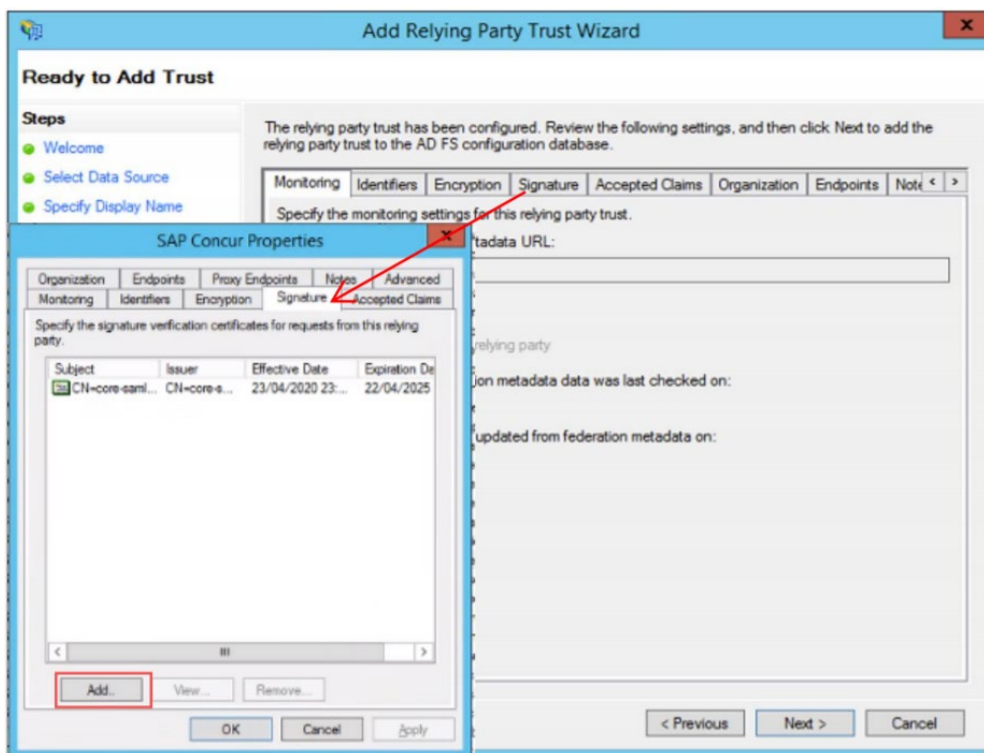 Add Relying Party Trust Wizard
Ready to Add Trust
Steps
Welcome
Select Data Source
Specify Display Name
The relying party trust has been configured. Review the following settings, and then click Next to add the
relying party trust to the AD FS configuration database.
Monitoring Identifiers Encryption Signature Accepted Claims Organization Endpoints Note
Specify the monitoring settings for this relying party trust.
tadata URL:
relying party
ion metadata data was last checked on:
updated from federation metadata on:
< Previous Next > Cancel
SAP Concur Properties
Organization Endpoints Proxy Endpoints Notes Advanced
Monitoring Identifiers Encryption Signature Accepted Claims
Specify the signature verification certificates for requests from this relying
party.
Subject Issuer Effective Date Expiration Da
CN=core-saml... CN=core-s... 23/04/2020 23:... 22/04/2025
Add.. View... Remove...
OK Cancel Apply